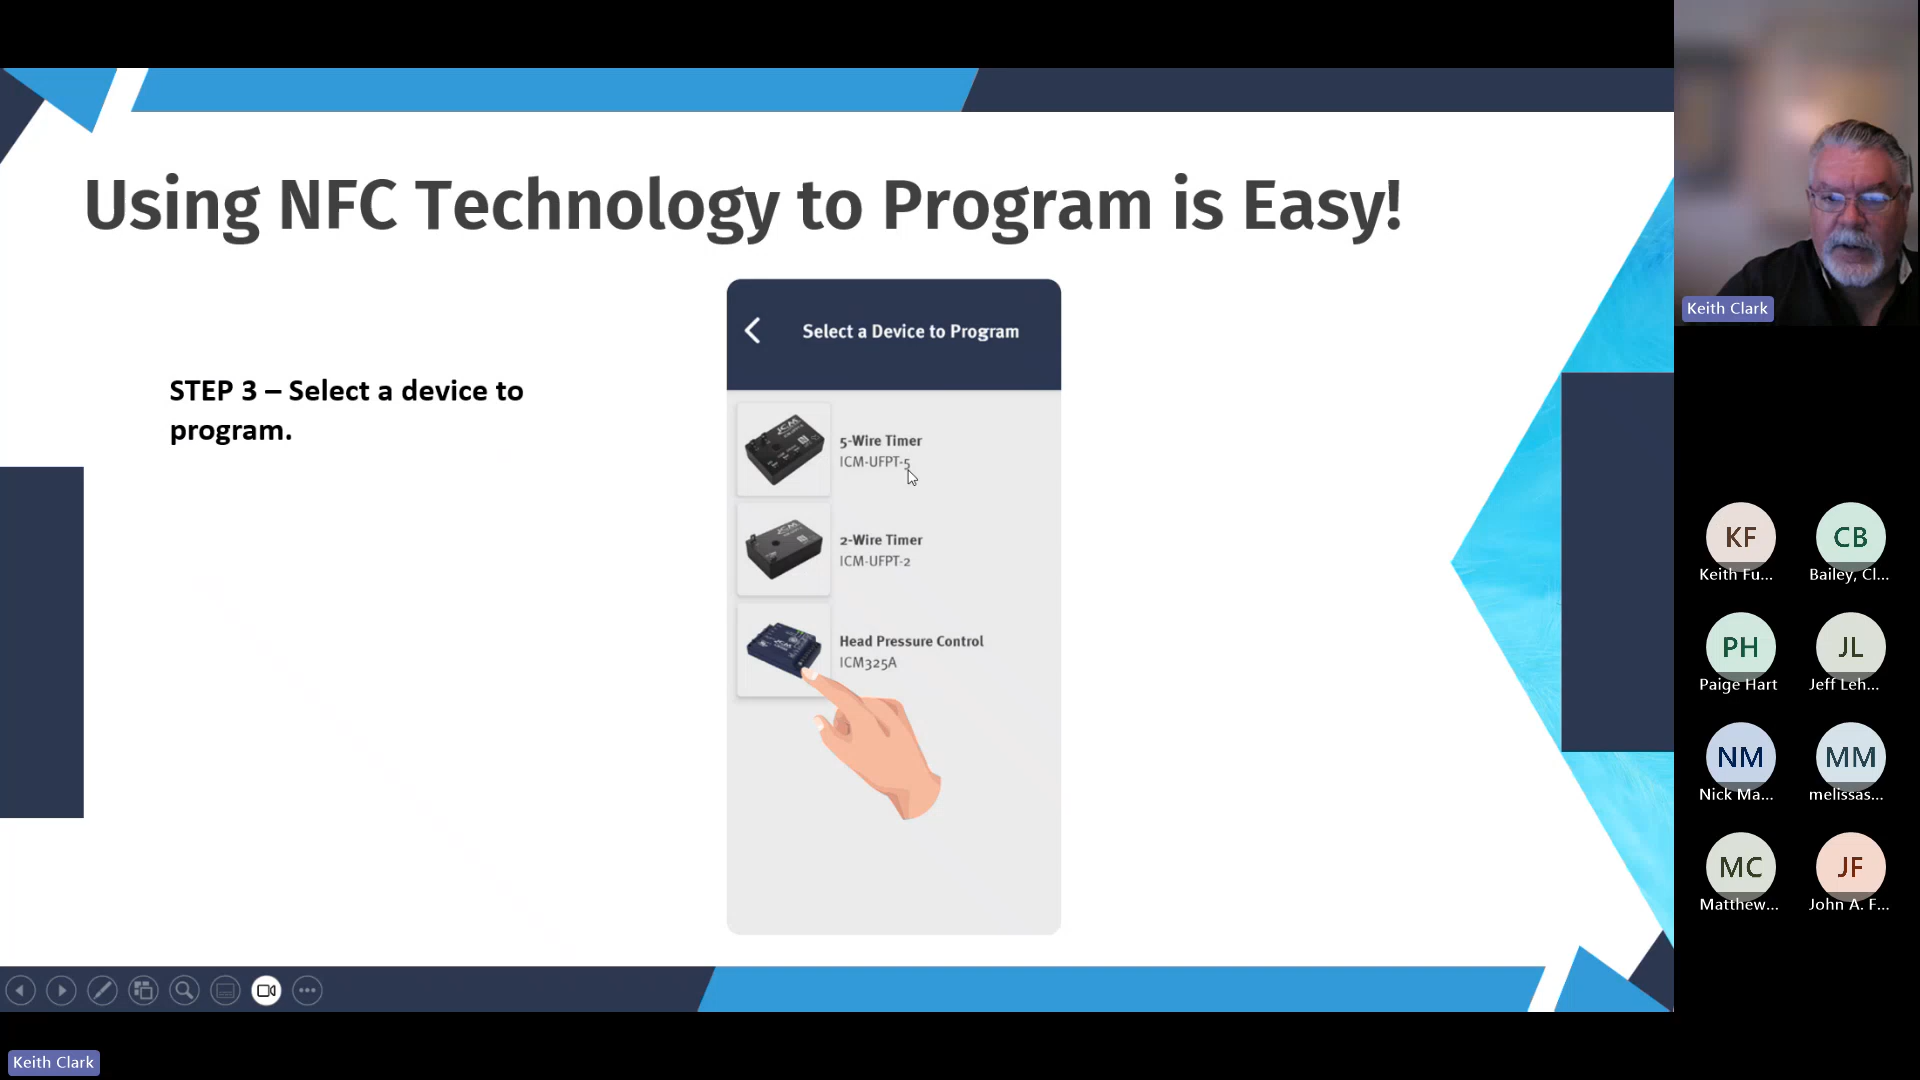 Using NFC Technology to Program is Easy!
STEP 3 – Select a device to
program.
Select a Device to Program
5-Wire Timer
ICM-UFPT-5
2-Wire Timer
ICM-UFPT-2
Head Pressure Control
ICM325A
Keith Clark
KF
Keith Fu...
CB
Bailey, Cl...
PH
Paige Hart
JL
Jeff Leh...
NM
Nick Ma...
MM
melissas...
MC
Matthew...
JF
John A. F...
Keith Clark